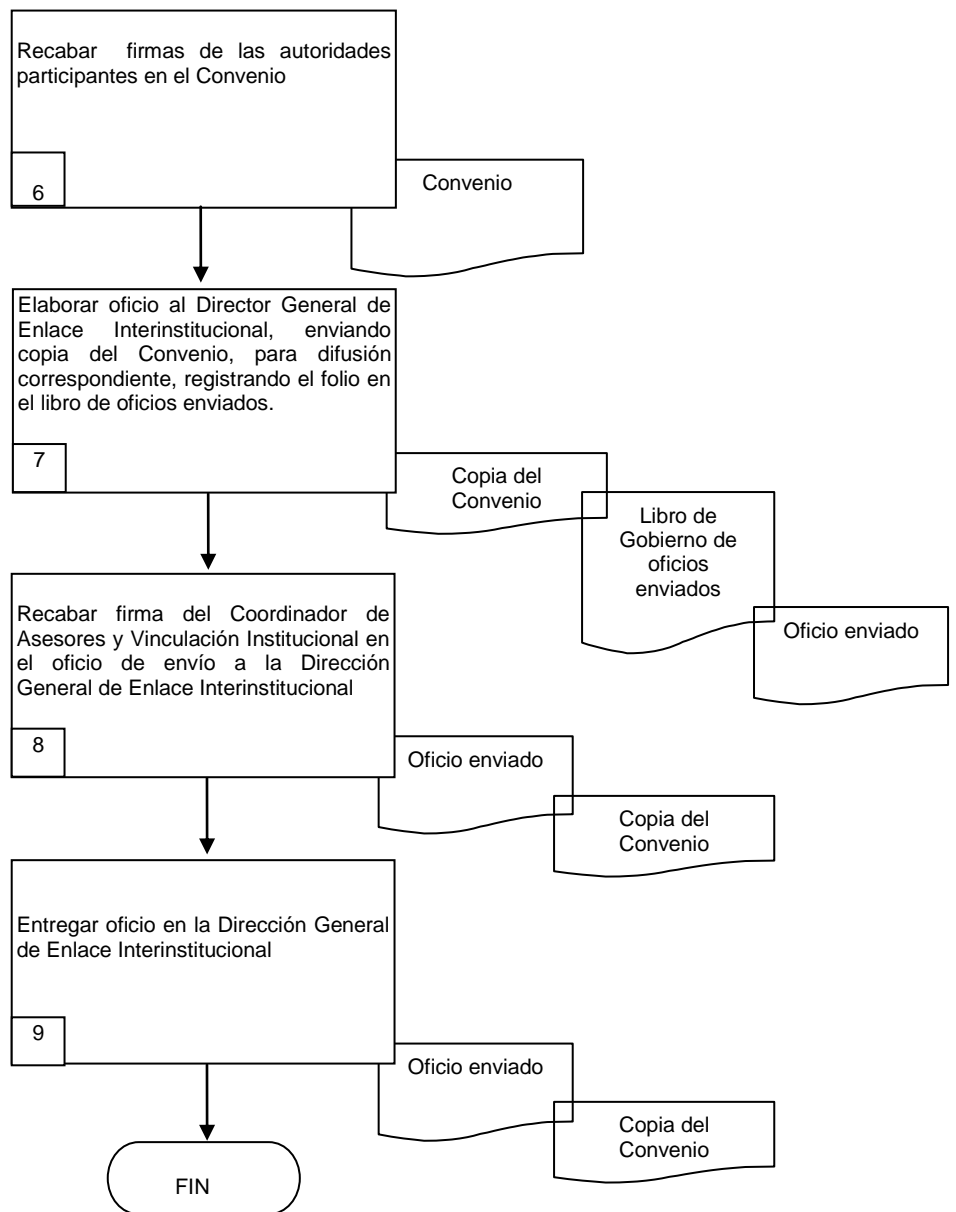 Recabar firmas de las autoridades
participantes en el Convenio
6
Convenio
Elaborar oficio al Director General de
Enlace Interinstitucional, enviando
copia del Convenio, para difusión
correspondiente, registrando el folio en
el libro de oficios enviados.
7
Copia del
Convenio
Libro de
Gobierno de
oficios
enviados
Oficio enviado
Recabar firma del Coordinador de
Asesores y Vinculación Institucional en
el oficio de envío a la Dirección
General de Enlace Interinstitucional
8
Oficio enviado
Copia del
Convenio
Entregar oficio en la Dirección General
de Enlace Interinstitucional
9
Oficio enviado
Copia del
Convenio
FIN